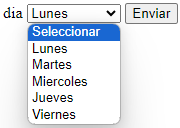 dia Lunes Enviar
Seleccionar
Lunes
Martes
Miercoles
Jueves
Viernes